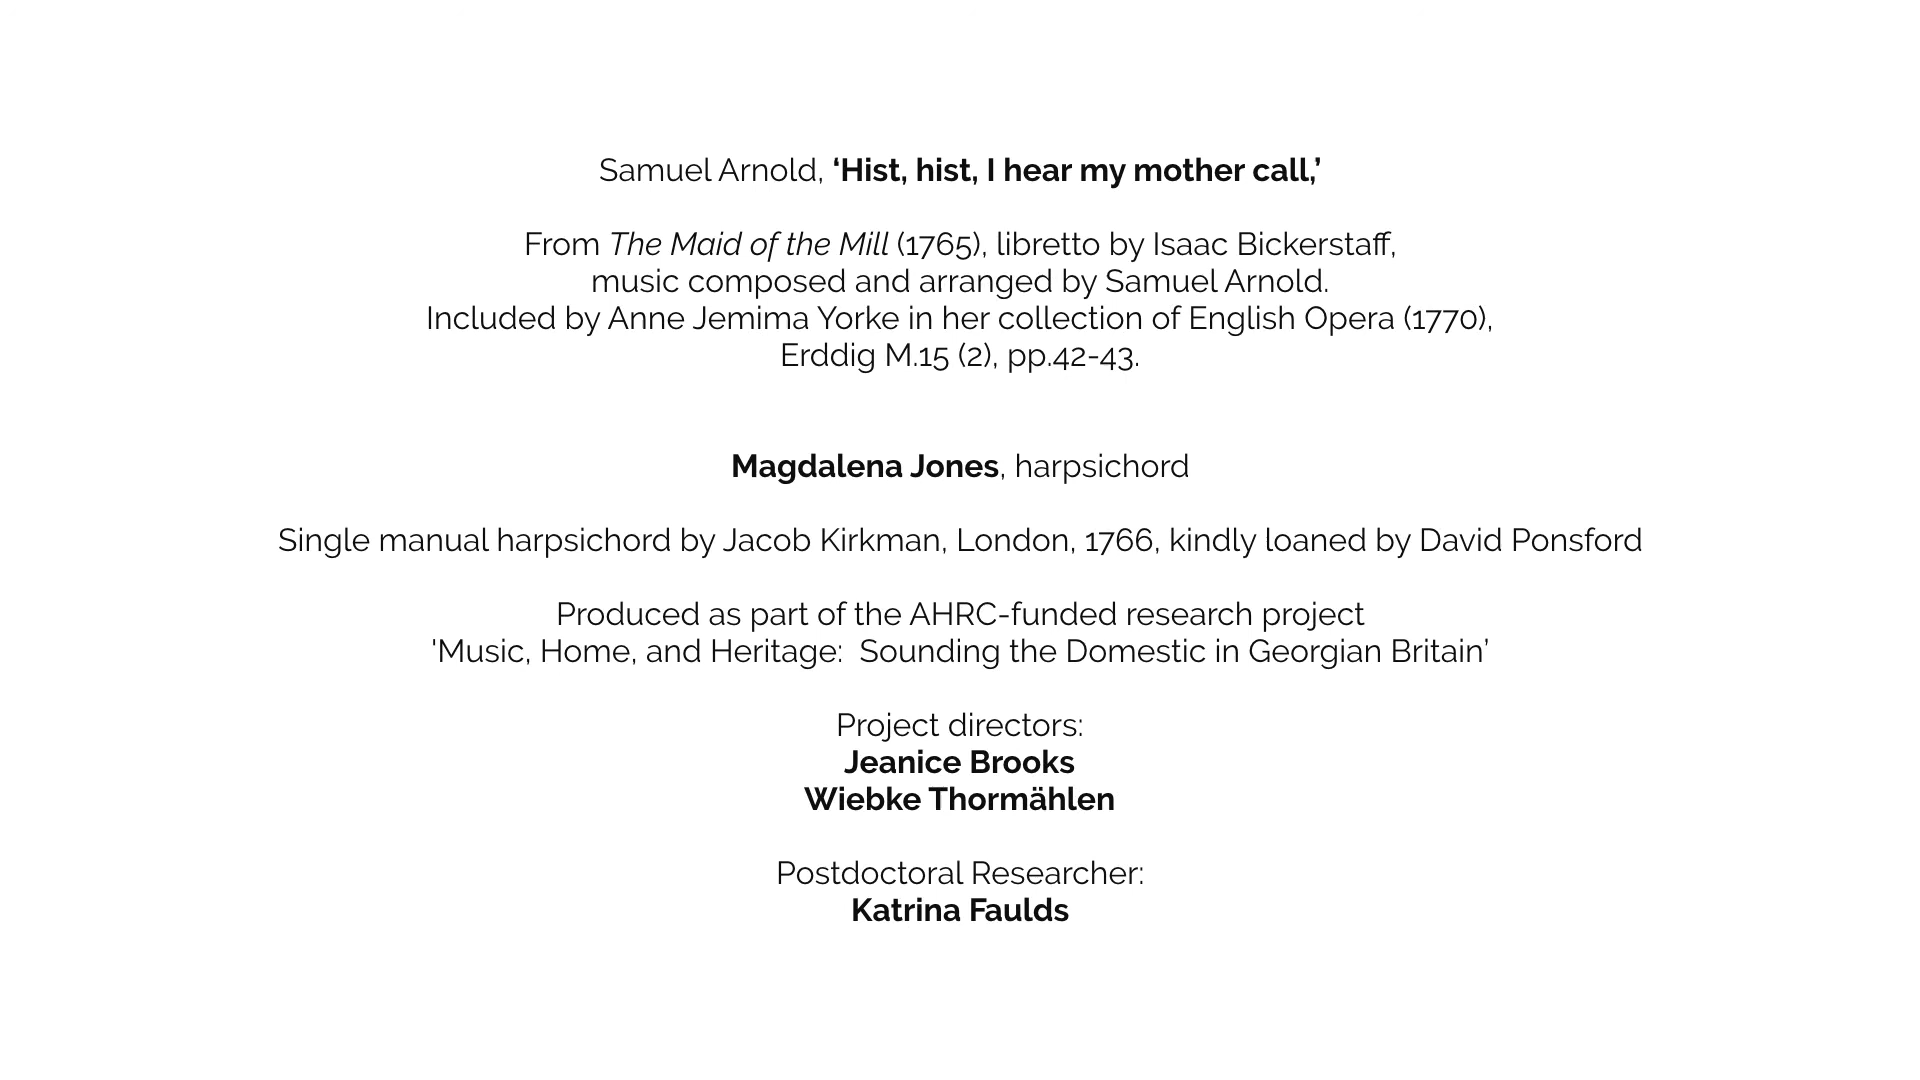 Samuel Arnold, ‘Hist, hist, I hear my mother call,’
From The Maid of the Mill (1765), libretto by Isaac Bickerstaff,
music composed and arranged by Samuel Arnold.
Included by Anne Jemima Yorke in her collection of English Opera (1770),
Erddig M.15 (2), pp.42-43.
Magdalena Jones, harpsichord
Single manual harpsichord by Jacob Kirkman, London, 1766, kindly loaned by David Ponsford
Produced as part of the AHRC-funded research project
'Music, Home, and Heritage:  Sounding the Domestic in Georgian Britain’
Project directors:
Jeanice Brooks
Wiebke Thormählen
Postdoctoral Researcher:
Katrina Faulds